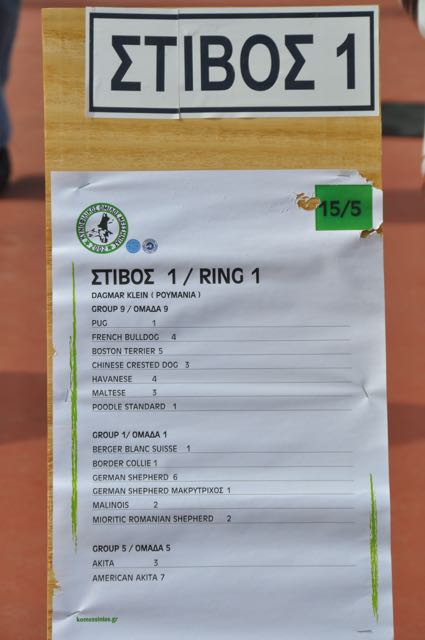 ΣΤΙΒΟΣ 1
15/5
2002
ΣΤΙΒΟΣ 1 / RING 1
DAGMAR KLEIN ( ΡΟΥΜΑΝΙΑ )
GROUP 9 / ΟΜΑΔΑ 9
PUG 1
FRENCH BULLDOG 4
BOSTON TERRIER 5
CHINESE CRESTED DOG 3
HAVANESE 4
MALTESE 3
POODLE STANDARD 1
GROUP 1/ ΟΜΑΔΑ 1
BERGER BLANC SUISSE 1
BORDER COLLIE 1
GERMAN SHEPHERD 6
GERMAN SHEPHERD ΜΑΚΡΥΤΡΙΧΟΣ 1
MALINOIS 2
MIORITIC ROMANIAN SHEPHERD 2
GROUP 5 / ΟΜΑΔΑ 5
AKITA 3
AMERICAN AKITA 7
komessinias.gr